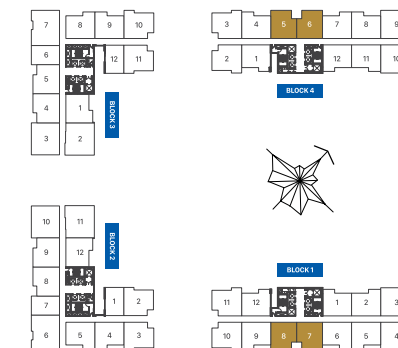 7 8 9 10
3 4 5 6 7 8 9
6
12 11
2 1 12 11 10
5
BLOCK 4
4 1
BLOCK 3
3 2
10 11
BLOCK 2
9 12
BLOCK 1
8
7 1 2
11 12 1 2 3
6 5 4 3
10 9 8 7 6 5 4